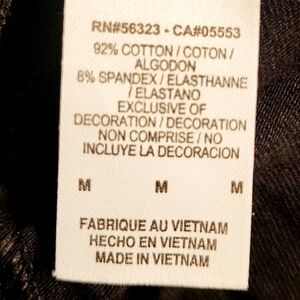 RN#56323 - CA#05553
92% COTTON / COTON /
ALGODON
8% SPANDEX / ELASTHANNE
/ ELASTANO
EXCLUSIVE OF
DECORATION / DECORATION
NON COMPRISE / NO
INCLUYE LA DECORACION
M M M
FABRIQUE AU VIETNAM
HECHO EN VIETNAM
MADE IN VIETNAM